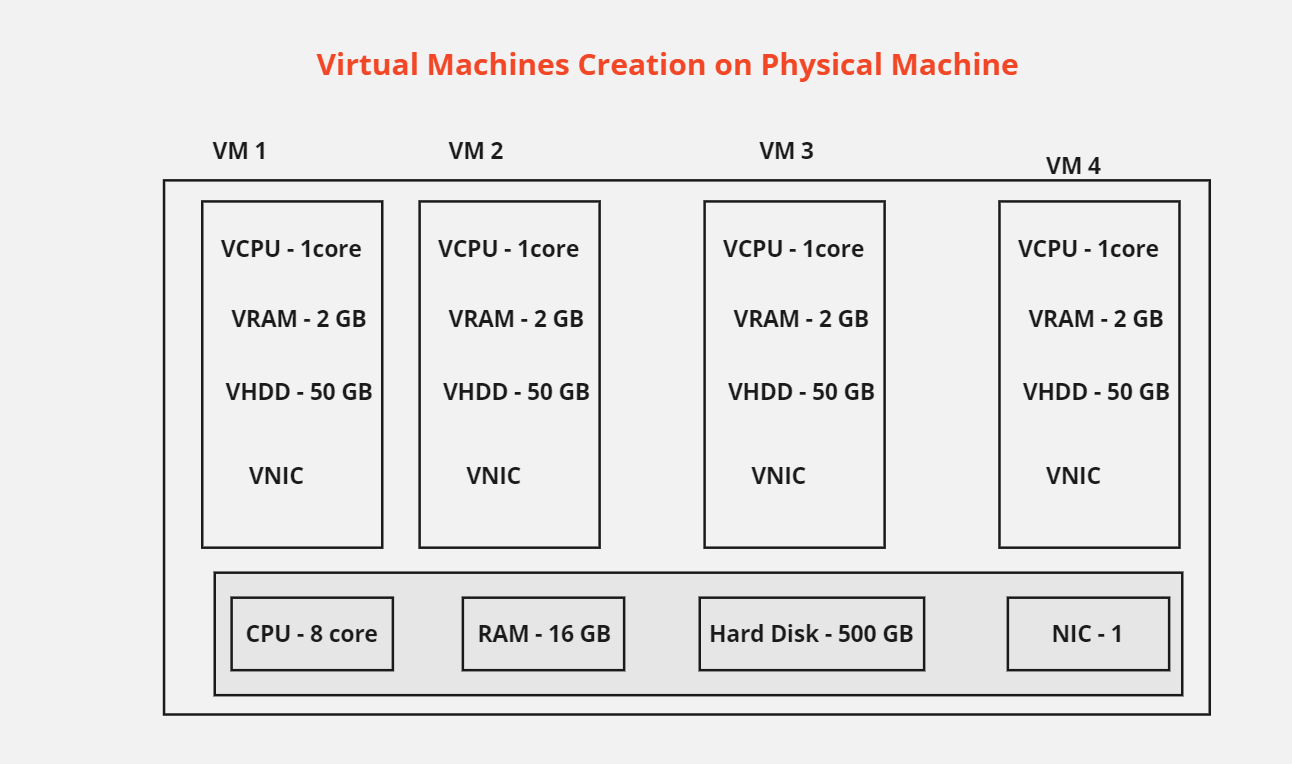 Virtual Machines Creation on Physical Machine
VM 1
VM 2
VM 3
VM 4
VCPU - 1core
VRAM - 2 GB
VHDD - 50 GB
VNIC
VCPU - 1core
VRAM - 2 GB
VHDD - 50 GB
VNIC
VCPU - 1core
VRAM - 2 GB
VHDD - 50 GB
VNIC
VCPU - 1core
VRAM - 2 GB
VHDD - 50 GB
VNIC
CPU - 8 core
RAM - 16 GB
Hard Disk - 500 GB
NIC - 1